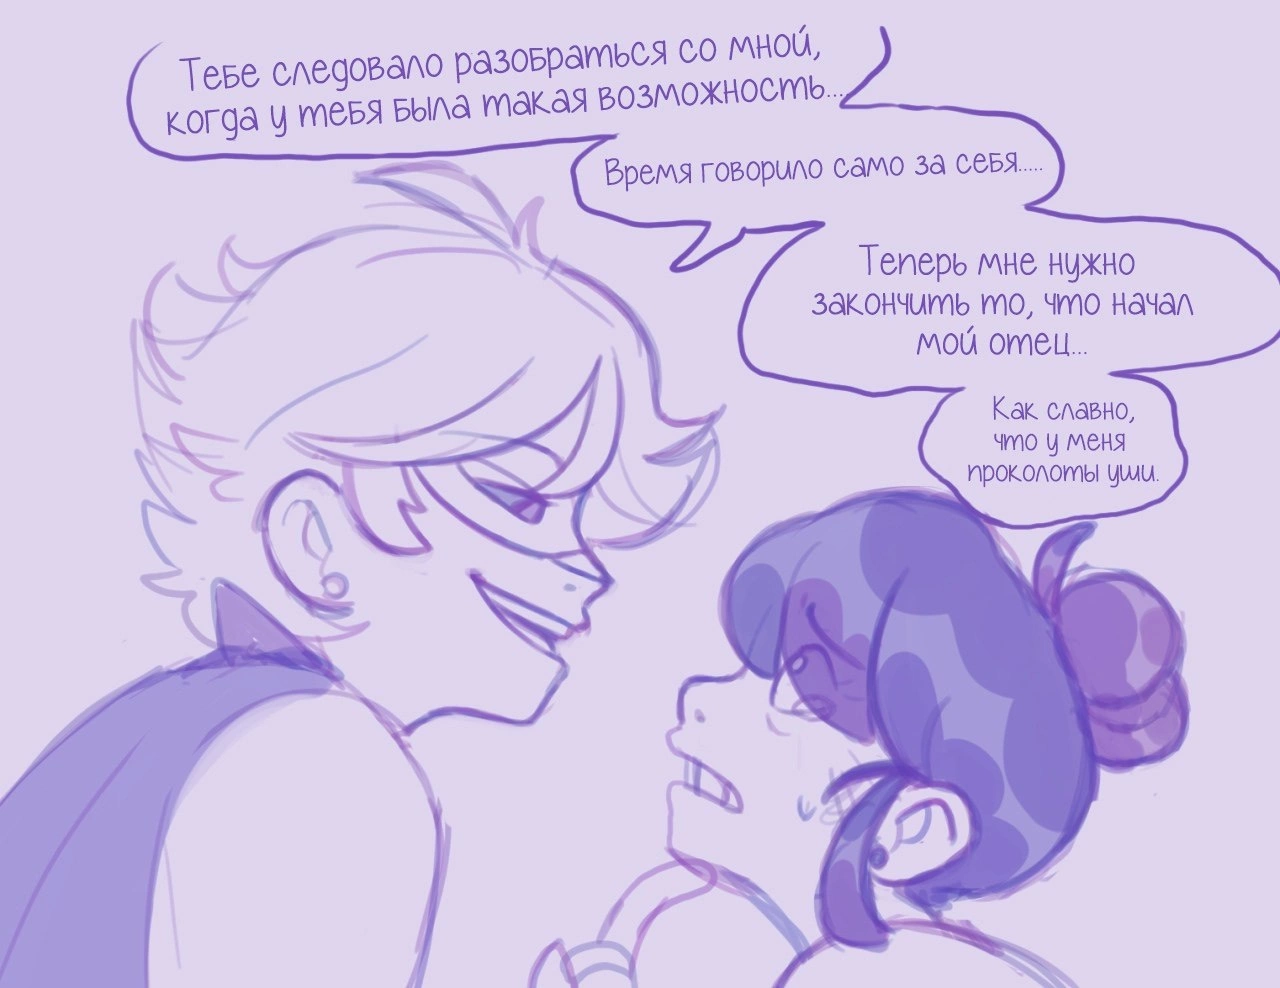 Тебе следовало разобраться со мной,
когда у тебя была такая возможность....
Время говорило само за себя.....
Теперь мне нужно
закончить то, что начал
мой отец...
Как славно,
что у меня
проколоты уши.